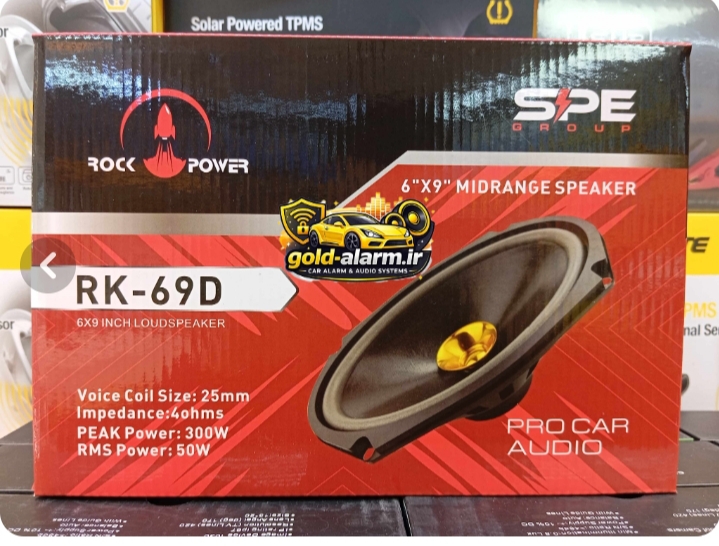 Solar Powered TPMS
SPE
GROUP
ROCK POWER
6"X9" MIDRANGE SPEAKER
gold-alarm.ir
CAR ALARM & AUDIO SYSTEMS
RK-69D
6X9 INCH LOUDSPEAKER
Voice Coil Size: 25mm
Impedance:4ohms
PEAK Power: 300W
RMS Power: 50W
PRO CAR
AUDIO